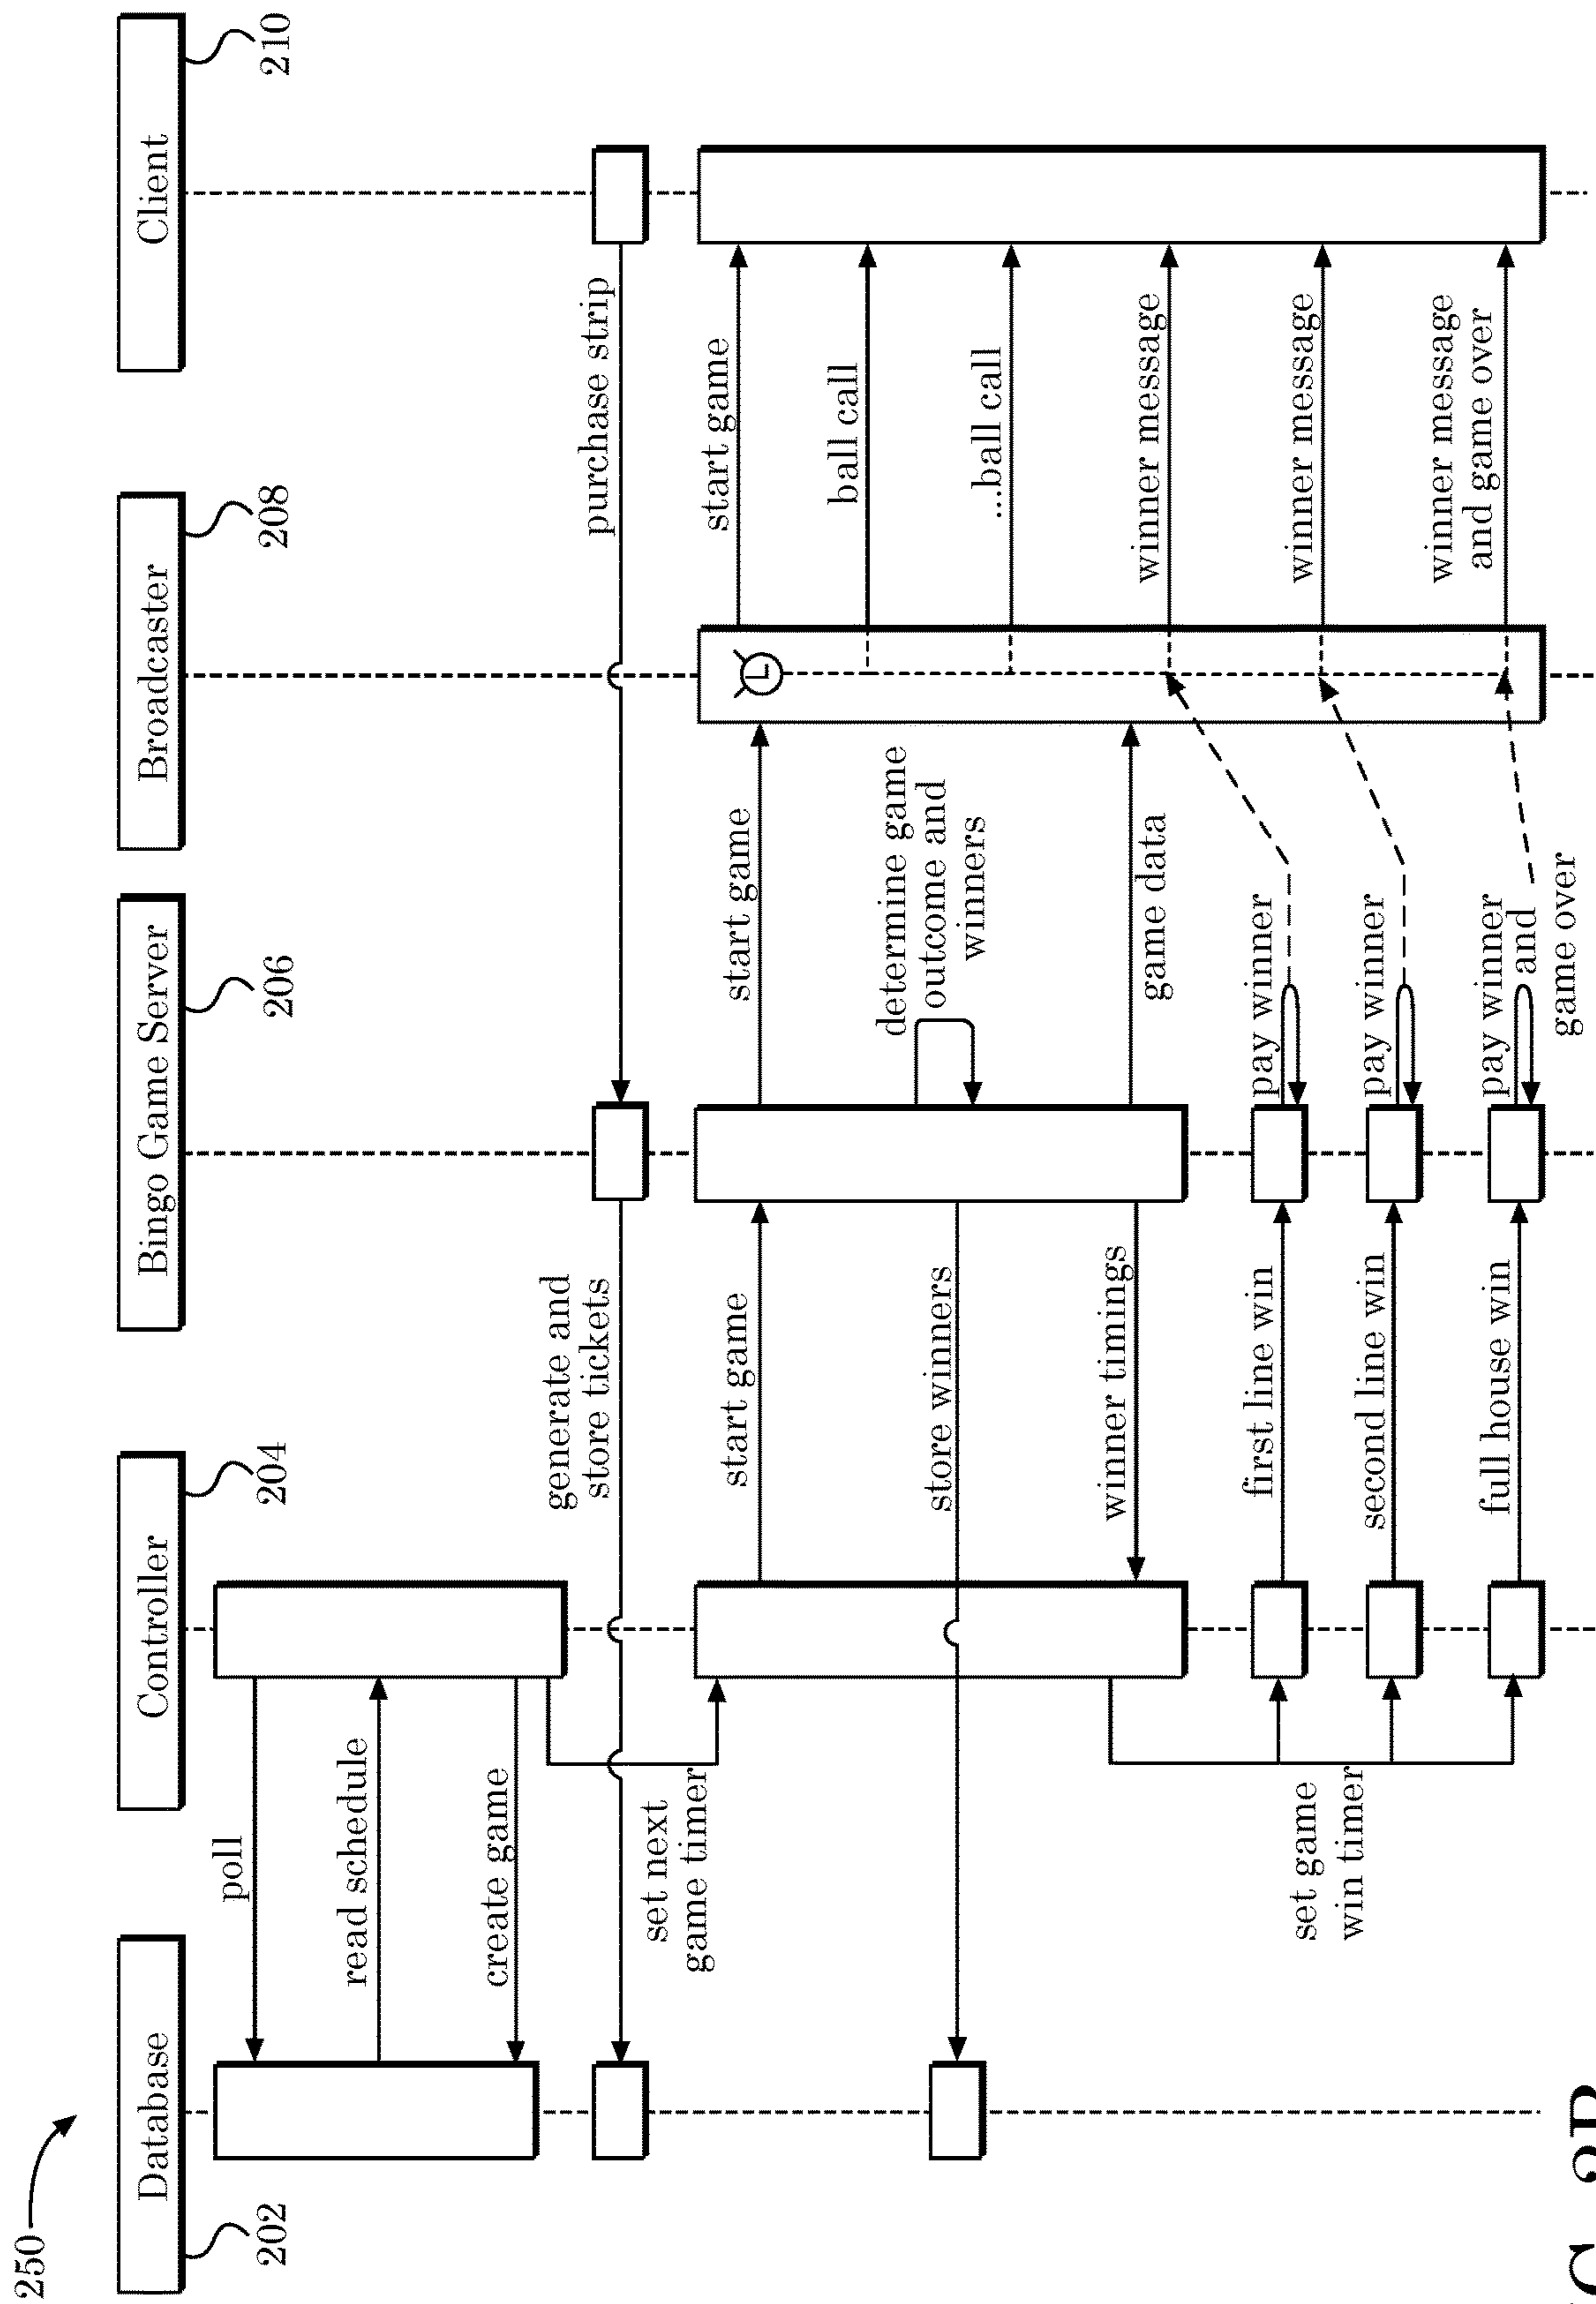 250
Database
202
Controller
204
Bingo Game Server
206
Broadcaster
208
Client
210
poll
read schedule
create game
set next
game timer
generate and
store tickets
purchase strip
start game
start game
start game
store winners
determine game
outcome and
winners
ball call
...ball call
winner timings
game data
set game
win timer
first line win
pay winner
winner message
second line win
pay winner
winner message
full house win
pay winner
and
game over
winner message
and game over